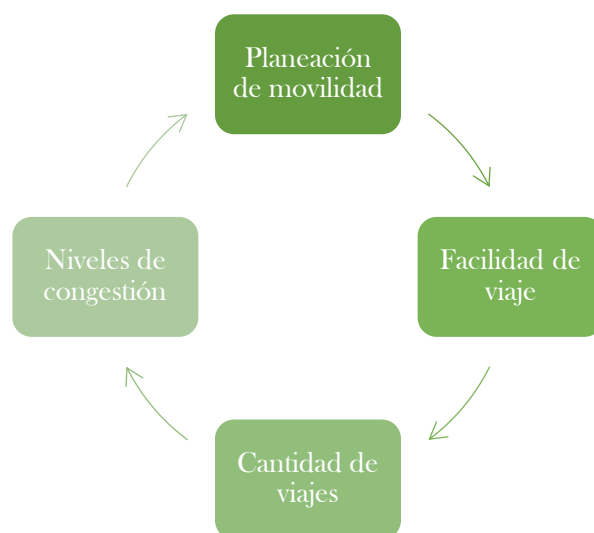 Planeación
de movilidad
Facilidad de
viaje
Cantidad de
viajes
Niveles de
congestión